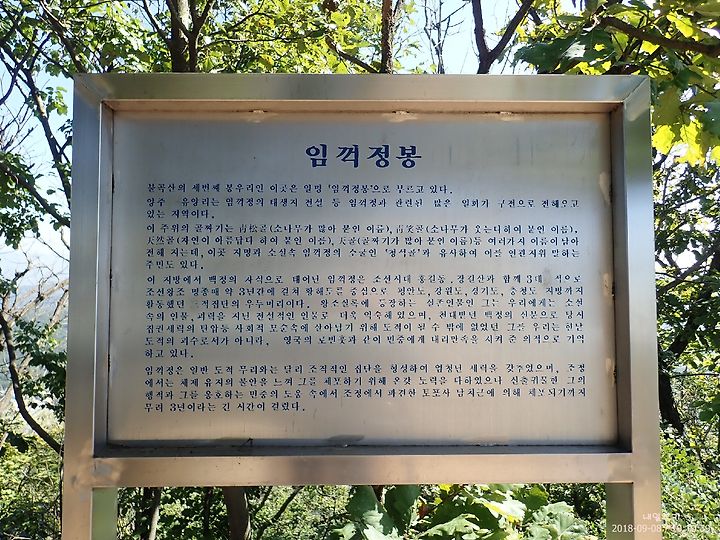 임꺽정봉
불곡산의 세번째 봉우리인 이곳은 일명 '임꺽정봉'으로 부르고 있다.
양주 유양리는 임꺽정의 태생지 전설 등 임꺽정과 관련된 많은 일화가 구전으로 전해오고
있는 지역이다.
이 주위의 골짜기는 靑松골(소나무가 많아 붙인 이름), 靑笑골(소나무가 웃는다하여 붙인 이름),
天然골(자연이 아름답다 하여 붙인 이름), 大골(골짜기가 많아 붙인 이름)등 여러가지 이름이 남아
전해 지는데, 이곳 지명과 소설속 임꺽정의 소굴인 '청석골'과 유사하여 이를 연관지워 말하는
주민도 있다.
이 지방에서 백정의 자식으로 태어난 임꺽정은 조선시대 홍길동, 장길산과 함께 3대 적으로
조선왕조 명종때 약 3년간에 걸쳐 황해도를 중심으로 평안도, 강원도, 경기도, 충청도 지방까지
활동했던 도적집단의 우두머리이다. 왕조실록에 등장하는 실존인물인 그는 우리에게는 소설
속의 인물, 괴력을 지닌 전설적인 인물로 더욱 익숙해 있으며, 천대받던 백정의 신분으로 당시
집권세력의 탄압등 사회적 모순속에 살아남기 위해 도적이 될 수 밖에 없었던 그를 우리는 한낱
도적의 괴수로서가 아니라, 영국의 로빈훗과 같이 민중에게 대리만족을 시켜 준 의적으로 기억
하고 있다.
임꺽정은 일반 도적 무리와는 달리 조직적인 집단을 형성하여 엄청난 세력을 갖추었으며, 조정
에서는 체제 유지의 불안을 느껴 그를 체포하기 위해 온갖 노력을 다하였으나 신출귀몰한 그의
행적과 그를 옹호하는 민중의 도움 속에서 조정에서 파견한 토포사 남치근에 의해 체포되기까지
무려 3년이라는 긴 시간이 걸렸다.
2018-09-08